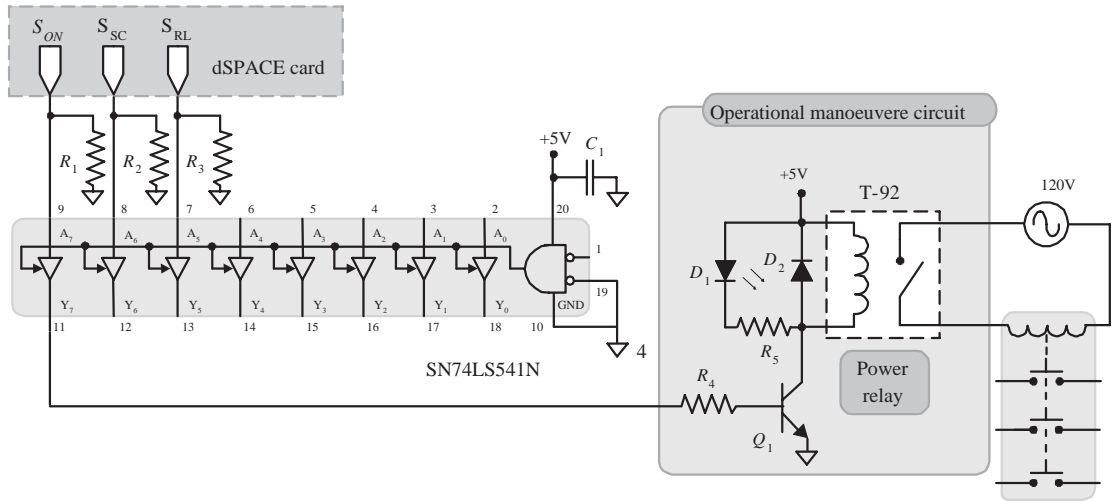 S_ON S_SC S_RL
dSPACE card
R_1 R_2 R_3
+5V C_1
9 8 7 6 5 4 3 2 20
A_7 A_6 A_5 A_4 A_3 A_2 A_1 A_0 1
19
Y_7 Y_6 Y_5 Y_4 Y_3 Y_2 Y_1 Y_0 GND
11 12 13 14 15 16 17 18 10
4
SN74LS541N
Operational manoeuvere circuit
+5V
T-92
120V
D_1 D_2
R_5
Power
relay
R_4
Q_1